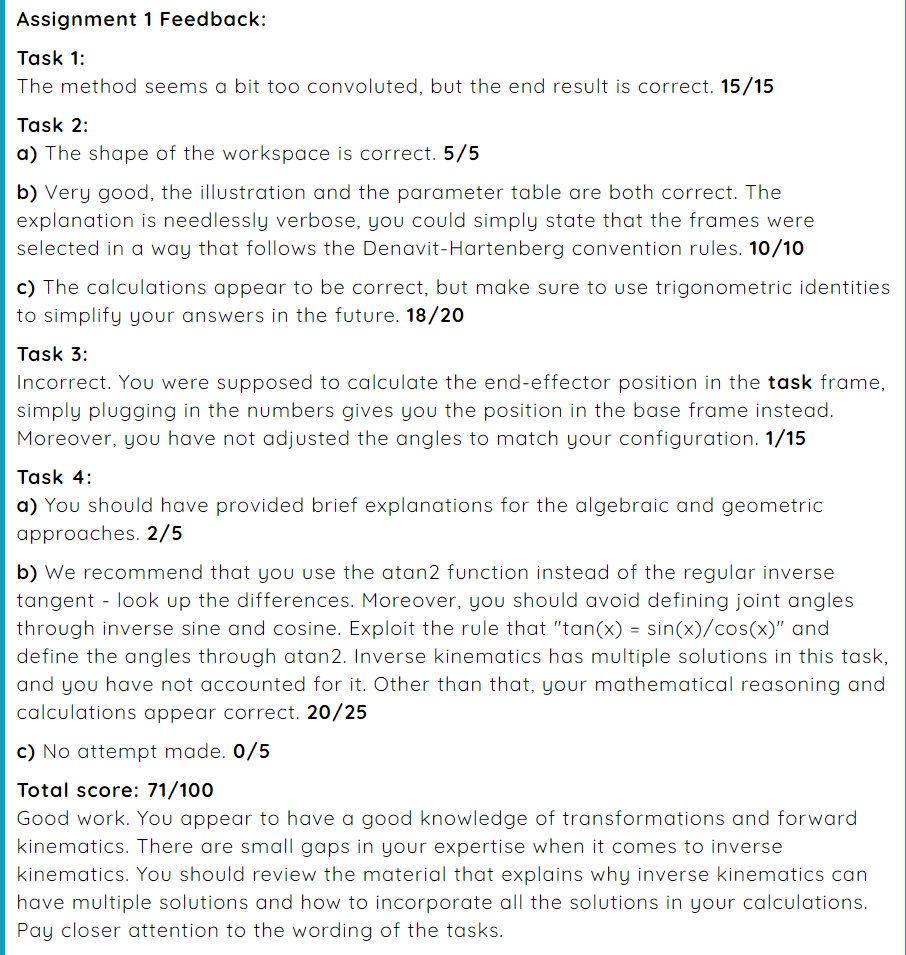 Assignment 1 Feedback:
Task 1:
The method seems a bit too convoluted, but the end result is correct. 15/15
Task 2:
a) The shape of the workspace is correct. 5/5
b) Very good, the illustration and the parameter table are both correct. The
explanation is needlessly verbose, you could simply state that the frames were
selected in a way that follows the Denavit-Hartenberg convention rules. 10/10
c) The calculations appear to be correct, but make sure to use trigonometric identities
to simplify your answers in the future. 18/20
Task 3:
Incorrect. You were supposed to calculate the end-effector position in the task frame,
simply plugging in the numbers gives you the position in the base frame instead.
Moreover, you have not adjusted the angles to match your configuration. 1/15
Task 4:
a) You should have provided brief explanations for the algebraic and geometric
approaches. 2/5
b) We recommend that you use the atan2 function instead of the regular inverse
tangent - look up the differences. Moreover, you should avoid defining joint angles
through inverse sine and cosine. Exploit the rule that "tan(x) = sin(x)/cos(x)" and
define the angles through atan2. Inverse kinematics has multiple solutions in this task,
and you have not accounted for it. Other than that, your mathematical reasoning and
calculations appear correct. 20/25
c) No attempt made. 0/5
Total score: 71/100
Good work. You appear to have a good knowledge of transformations and forward
kinematics. There are small gaps in your expertise when it comes to inverse
kinematics. You should review the material that explains why inverse kinematics can
have multiple solutions and how to incorporate all the solutions in your calculations.
Pay closer attention to the wording of the tasks.